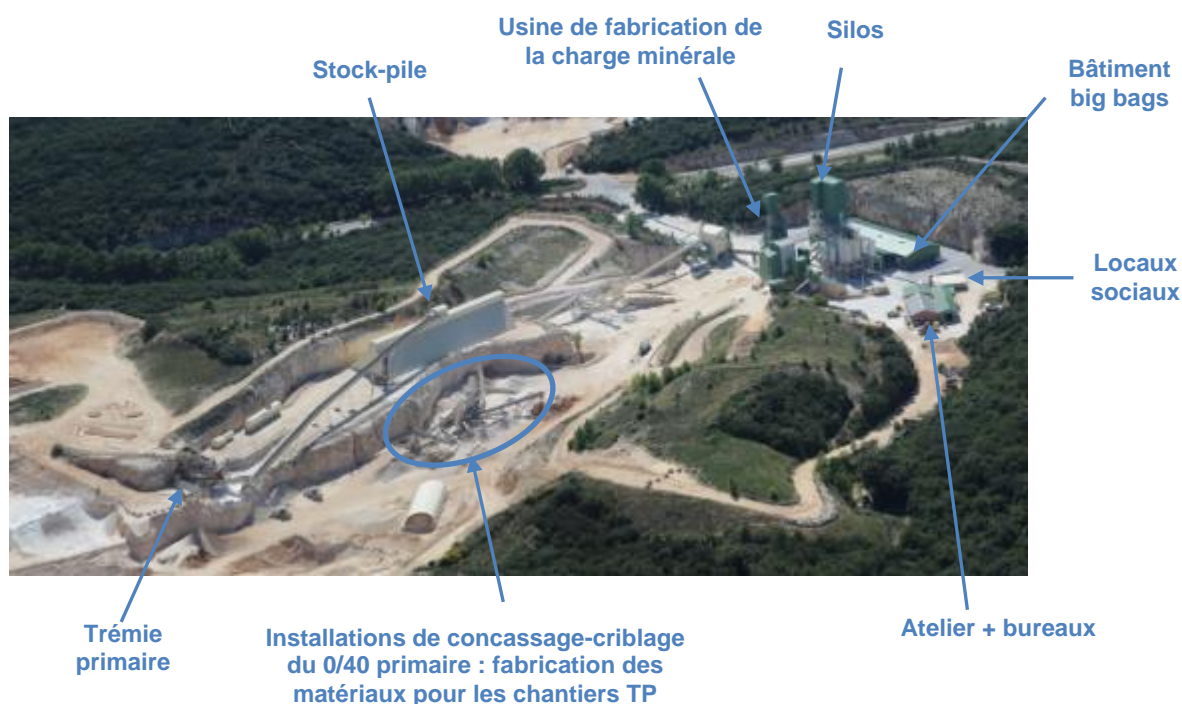 Usine de fabrication de
la charge minérale
Silos
Stock-pile
Bâtiment
big bags
Locaux
sociaux
Trémie
primaire
Installations de concassage-criblage
du 0/40 primaire : fabrication des
matériaux pour les chantiers TP
Atelier + bureaux